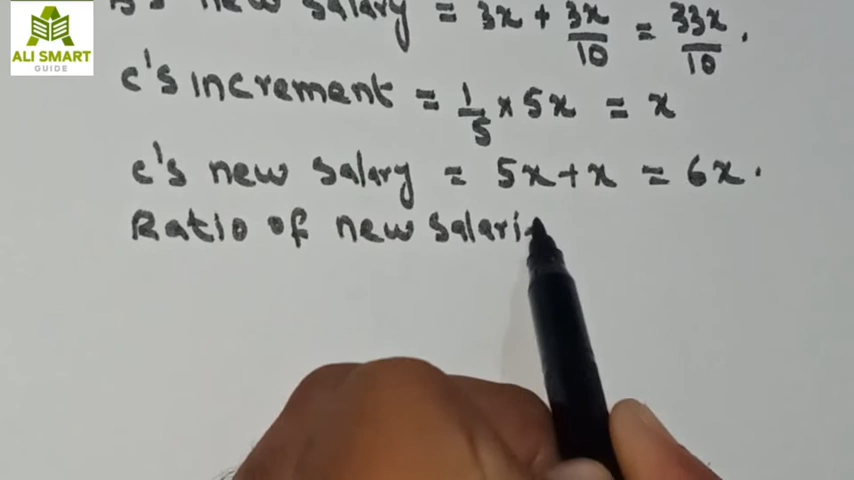 ALI SMART
GUIDE
B's new salary = 3x + 3x/10 = 33x/10 .
c's increment = 1/5 × 5x = x
c's new salary = 5x + x = 6x .
Ratio of new salari